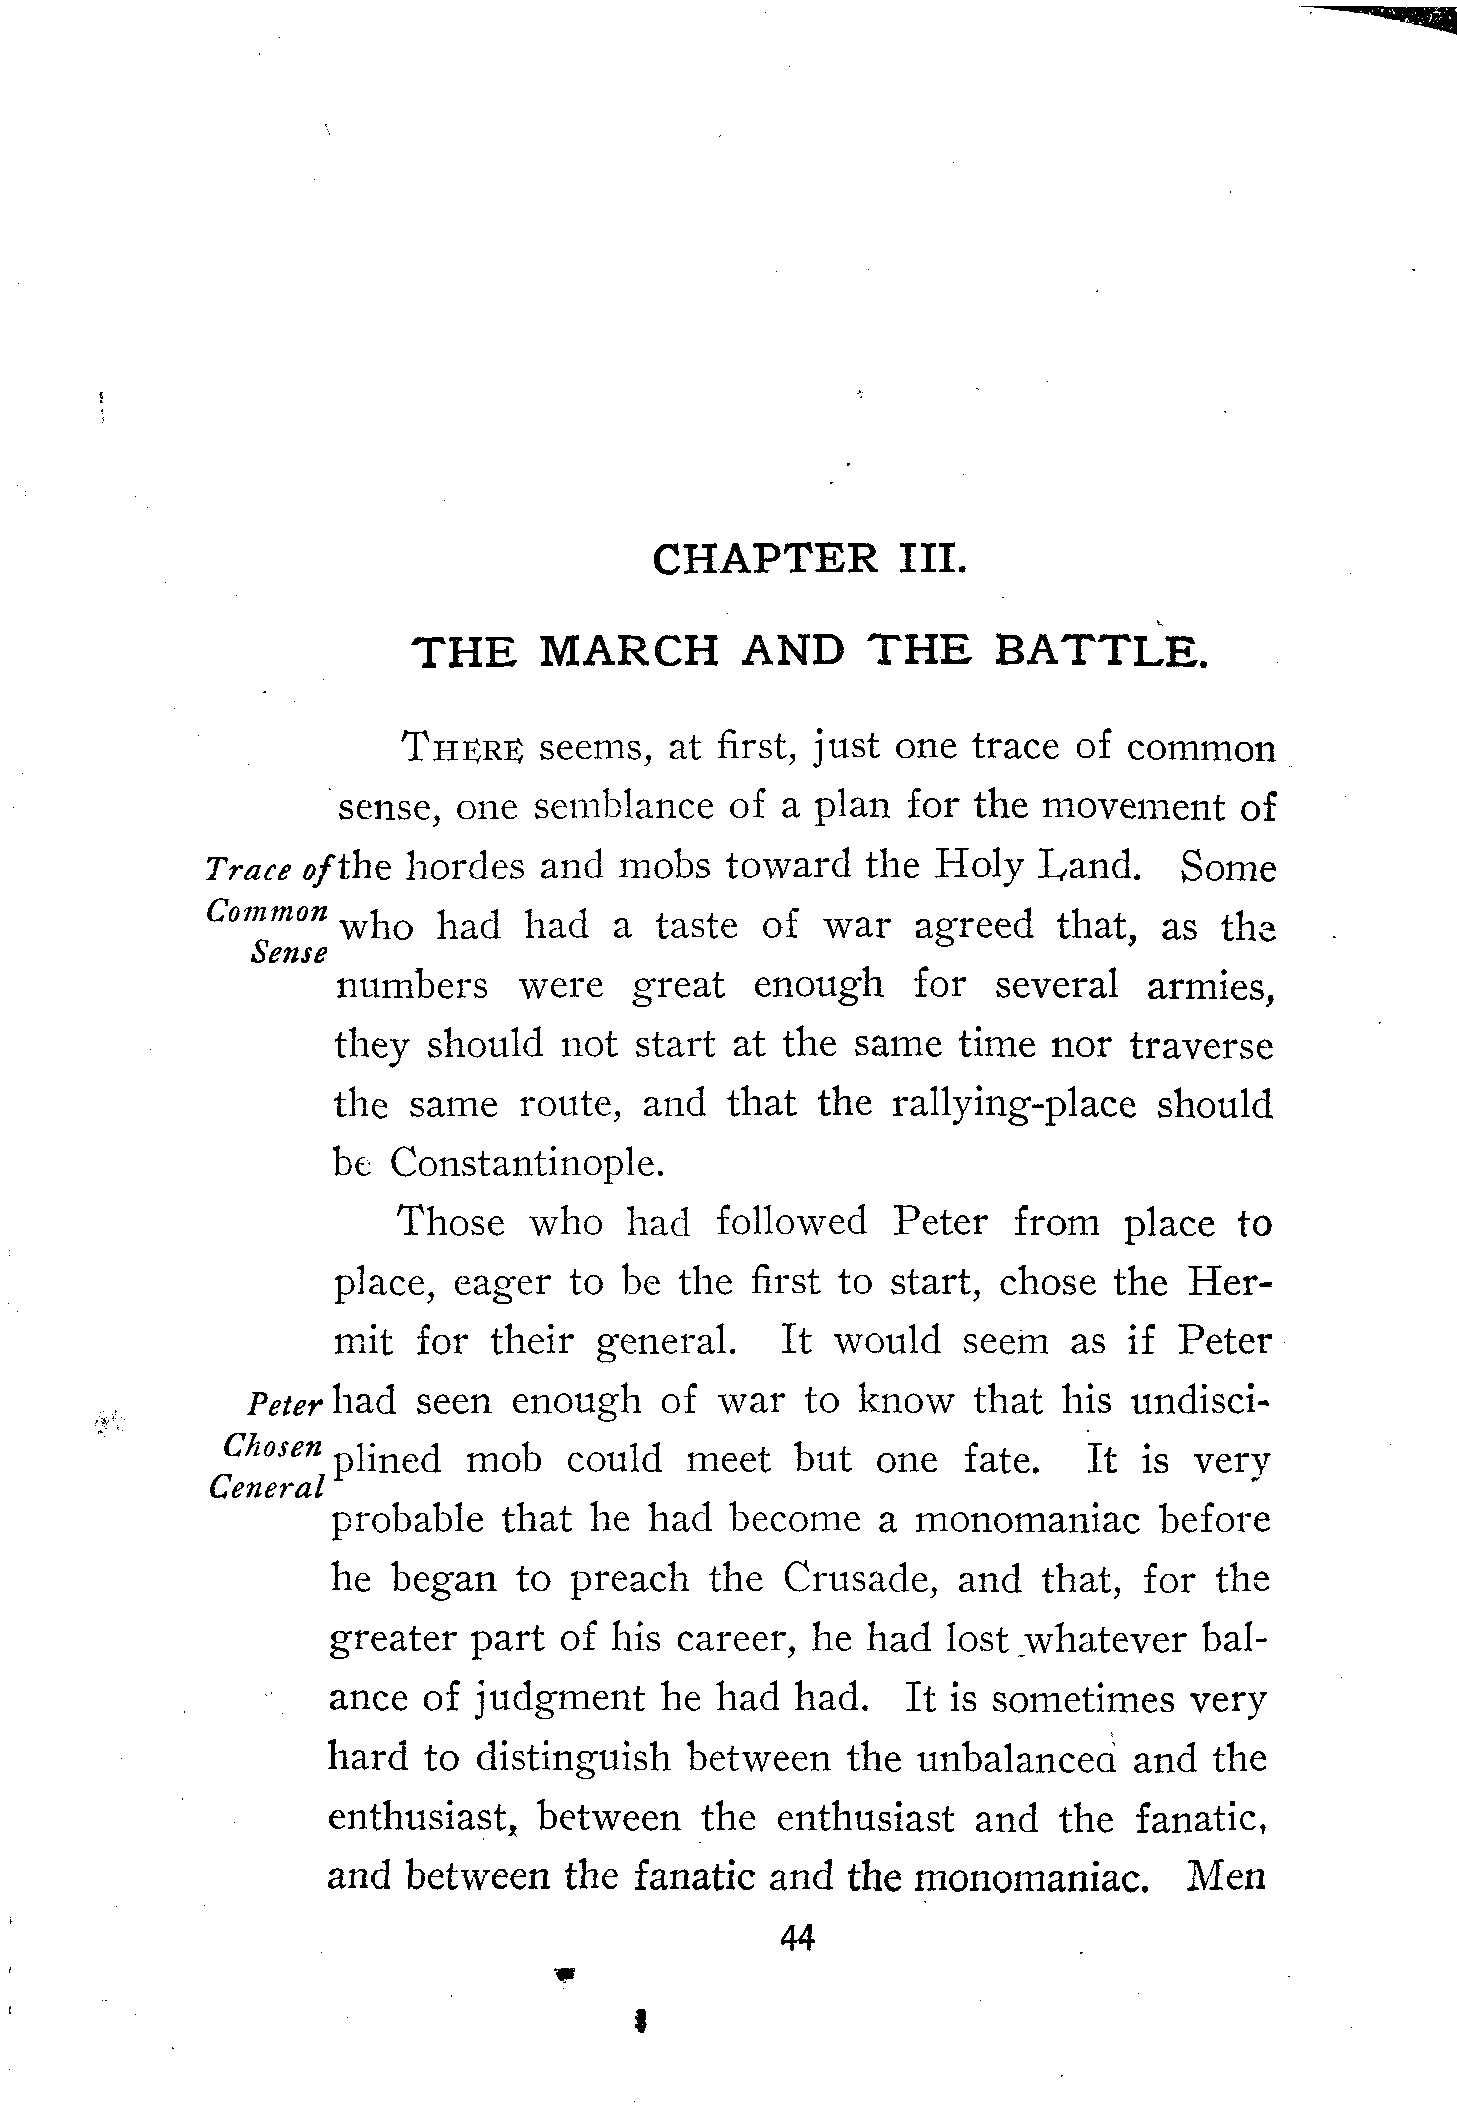 CHAPTER III.
THE MARCH AND THE BATTLE.
THERE seems, at first, just one trace of common
sense, one semblance of a plan for the movement of
Trace of
Common
Sense
the hordes and mobs toward the Holy Land. Some
who had had a taste of war agreed that, as the
numbers were great enough for several armies,
they should not start at the same time nor traverse
the same route, and that the rallying-place should
be Constantinople.
Those who had followed Peter from place to
place, eager to be the first to start, chose the Her-
mit for their general. It would seem as if Peter
Peter
Chosen
Ceneral
had seen enough of war to know that his undisci-
plined mob could meet but one fate. It is very
probable that he had become a monomaniac before
he began to preach the Crusade, and that, for the
greater part of his career, he had lost whatever bal-
ance of judgment he had had. It is sometimes very
hard to distinguish between the unbalanced and the
enthusiast, between the enthusiast and the fanatic,
and between the fanatic and the monomaniac. Men
44